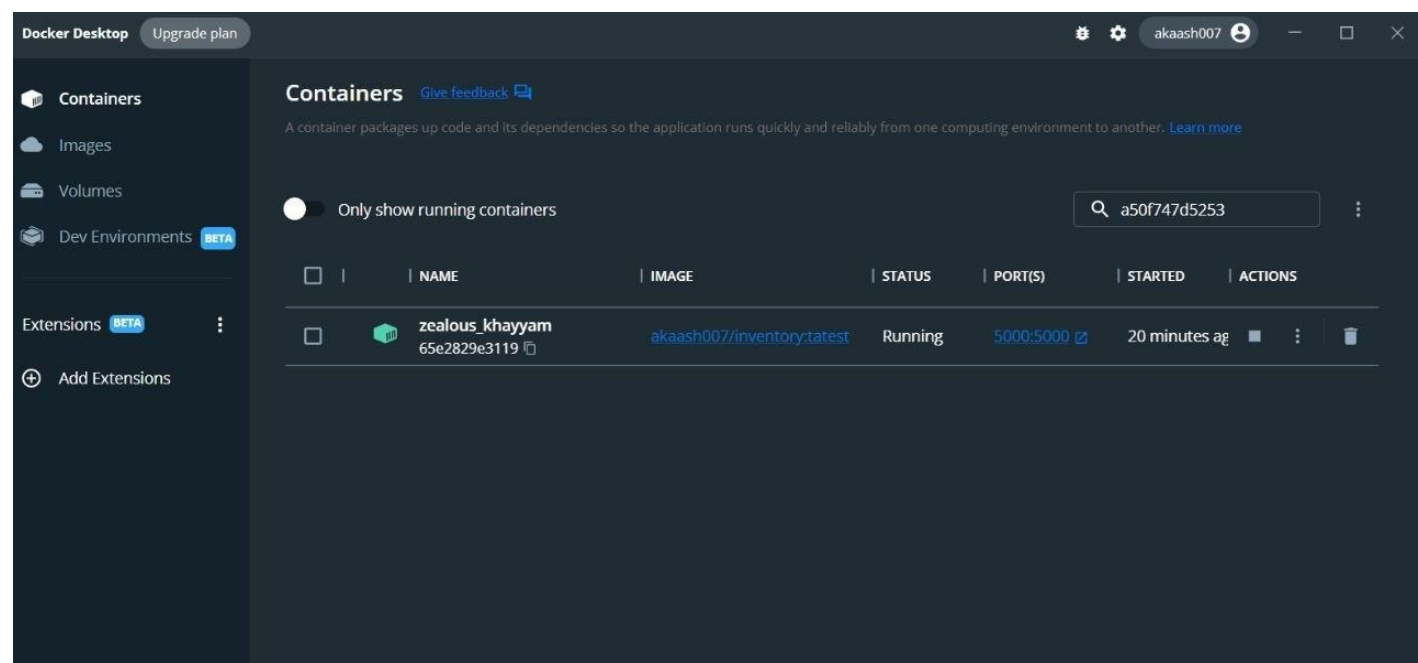 Docker Desktop Upgrade plan akaash007
Containers
Images
Volumes
Dev Environments BETA
Extensions BETA
Add Extensions
Containers Give feedback
A container packages up code and its dependencies so the application runs quickly and reliably from one computing environment to another. Learn more
Only show running containers a50f747d5253
NAME IMAGE STATUS PORT(S) STARTED ACTIONS
zealous_khayyam akaash007/inventory:tatest Running 5000:5000 20 minutes ag
65e2829e3119